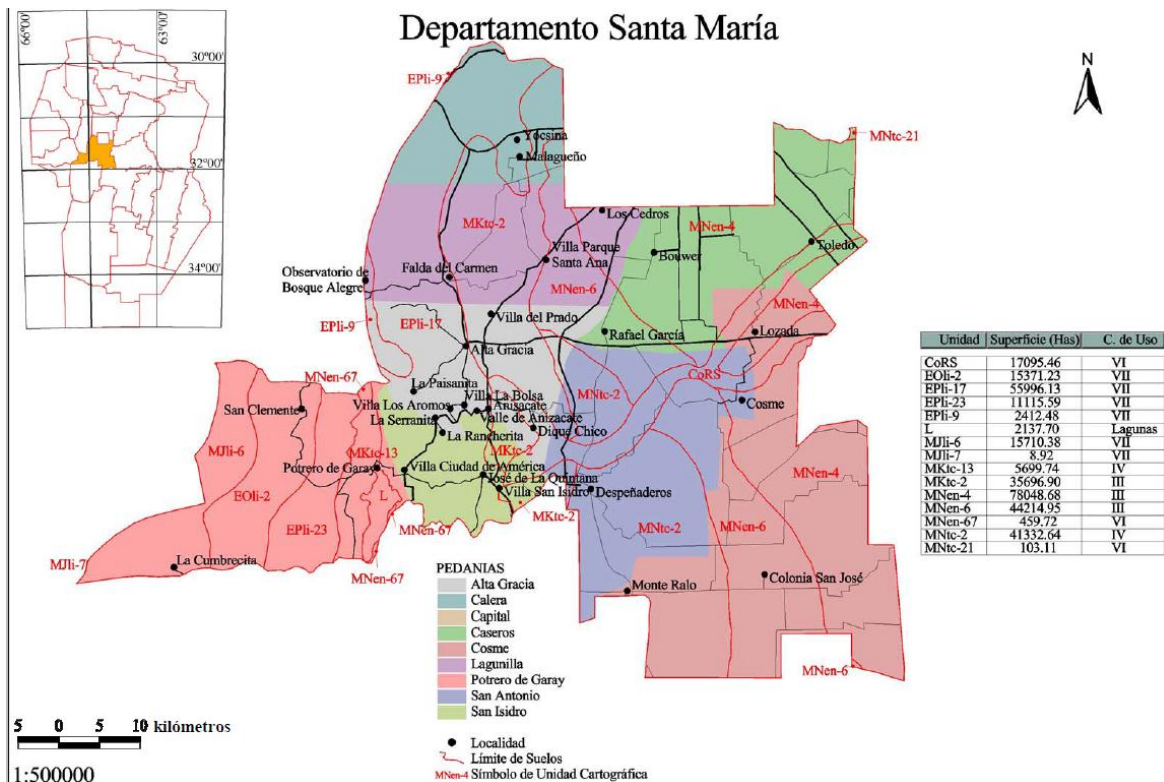 Departamento Santa María
66°00'
63°00'
30°00'
32°00'
34°00'
N
EPli-9
MNtc-21
Yocsina
Malagueño
MKtc-2
Los Cedros
MNen-4
Toledo
Villa Parque
Santa Ana
Bouwer
Observatorio de
Bosque Alegre
Falda del Carmen
MNen-6
MNen-4
EPli-9
EPli-17
Villa del Prado
Rafael García
Lozada
Alta Gracia
CoRS
MNen-67
La Paisanita
MNtc-2
San Clemente
Villa La Bolsa
Villa Los Aromos
Anisacate
Cosme
La Serranita
Valle de Anizacate
Dique Chico
La Rancherita
MJli-6
MKtc-13
MKtc-2
Potrero de Garay
Villa Ciudad de América
MNen-4
EOli-2
L
José de La Quintana
L
Villa San Isidro
Despeñaderos
MKtc-2
EPli-23
MNen-67
MNtc-2
MNen-6
MJli-7
La Cumbrecita
MNen-67
Monte Ralo
Colonia San José
MNen-6
Unidad Superficie (Has) C. de Uso
CoRS 17095.46 VI
EOli-2 15371.23 VII
EPli-17 55996.13 VII
EPli-23 11115.59 VII
EPli-9 2412.48 VII
L 2137.70 Lagunas
MJli-6 15710.38 VII
MJli-7 8.92 VII
MKtc-13 5699.74 IV
MKtc-2 35696.90 III
MNen-4 78048.68 III
MNen-6 44214.95 III
MNen-67 459.72 VI
MNtc-2 41332.64 IV
MNtc-21 103.11 VI
PEDANIAS
Alta Gracia
Calera
Capital
Caseros
Cosme
Lagunilla
Potrero de Garay
San Antonio
San Isidro
Localidad
Límite de Suelos
MNen-4 Símbolo de Unidad Cartográfica
5 0 5 10 kilómetros
1:500000